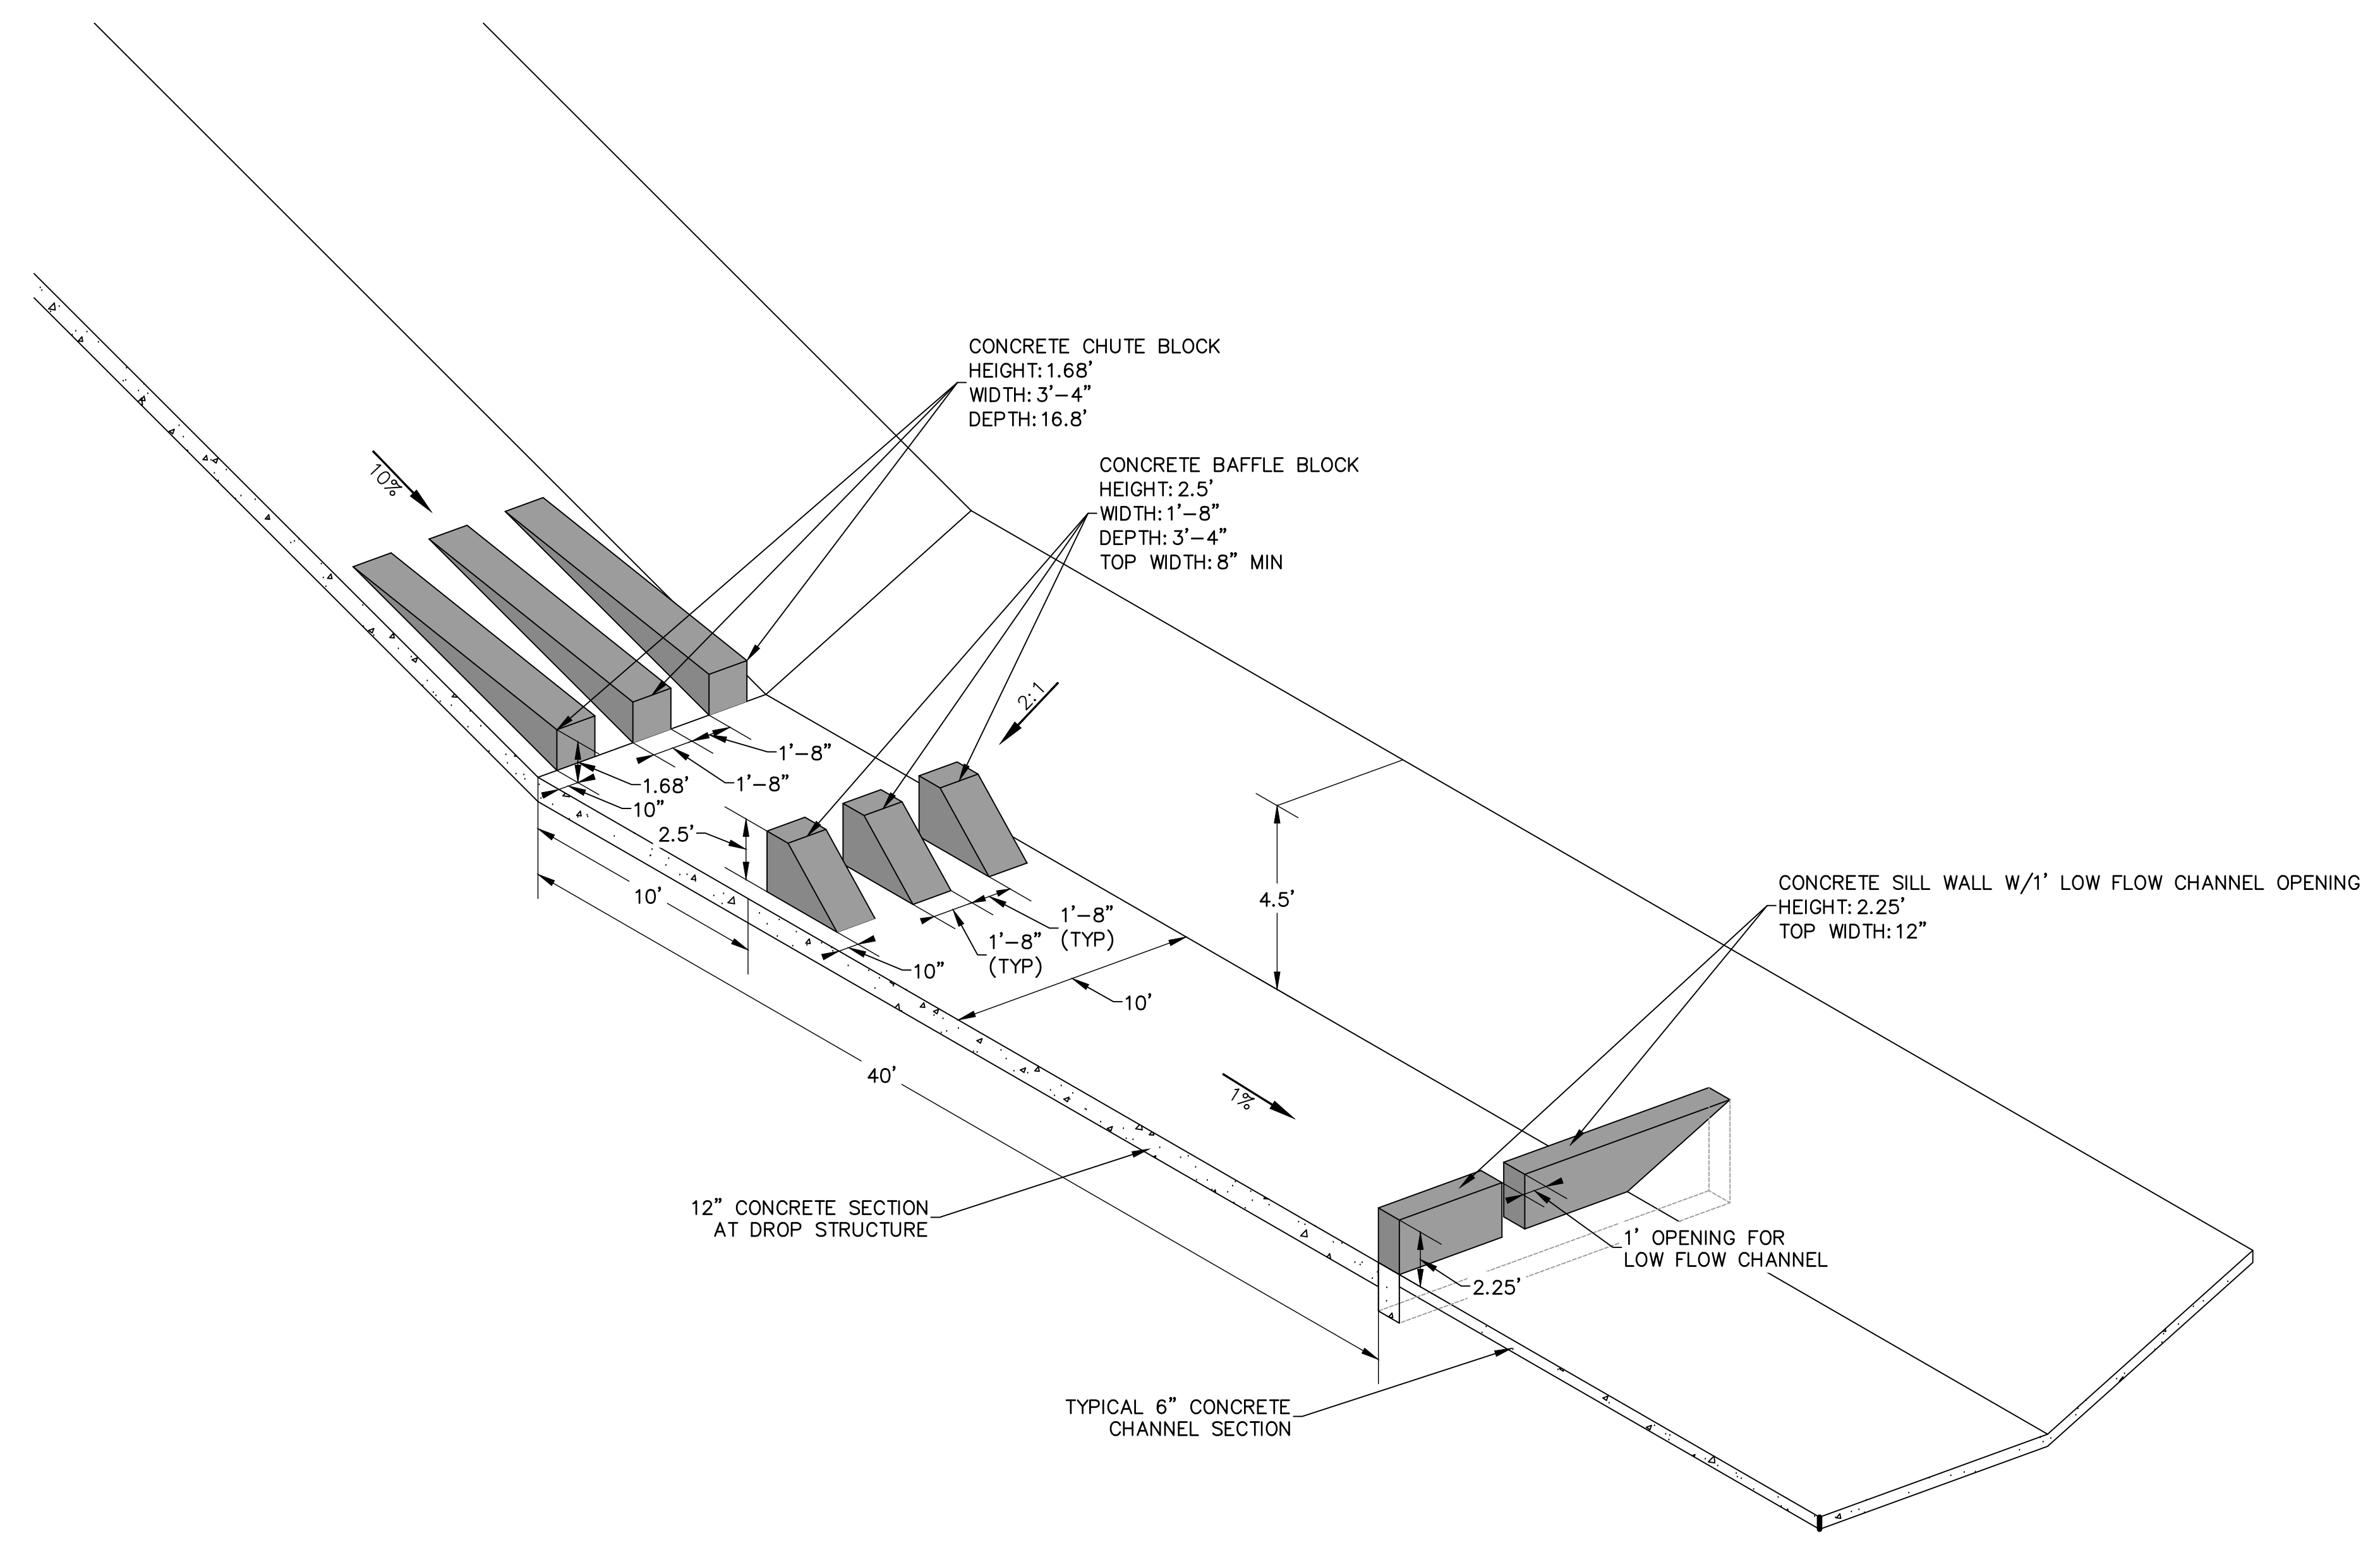 CONCRETE CHUTE BLOCK
HEIGHT: 1.68'
WIDTH: 3'-4"
DEPTH: 16.8'
10%
CONCRETE BAFFLE BLOCK
HEIGHT: 2.5'
WIDTH: 1'-8"
DEPTH: 3'-4"
TOP WIDTH: 8" MIN
2:1
1'-8"
1'-8"
1.68'
10"
2.5'
10'
4.5'
CONCRETE SILL WALL W/1' LOW FLOW CHANNEL OPENING
HEIGHT: 2.25'
TOP WIDTH: 12"
1'-8"
(TYP)
1'-8"
(TYP)
10"
10'
40'
1%
12" CONCRETE SECTION
AT DROP STRUCTURE
1' OPENING FOR
LOW FLOW CHANNEL
2.25'
TYPICAL 6" CONCRETE
CHANNEL SECTION